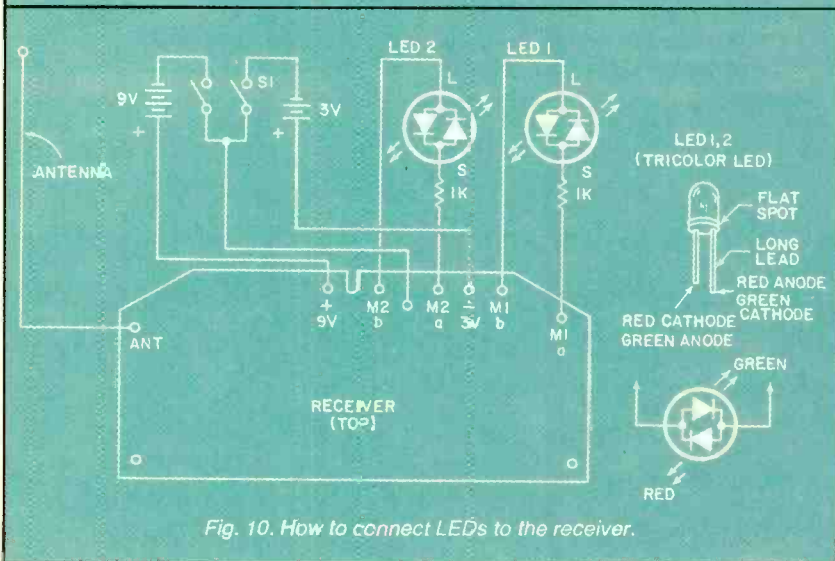 LED 2
LED 1
S1
L
L
9V
+
3V
+
LED 1,2
(TRICOLOR LED)
ANTENNA
S
S
1K
1K
FLAT
SPOT
LONG
LEAD
RED ANODE
GREEN
CATHODE
RED CATHODE
GREEN ANODE
+
9V
M2
b
M2
a
3V
M1
b
M1
a
ANT
GREEN
RECEIVER
(TOP)
RED
Fig. 10. How to connect LEDs to the receiver.